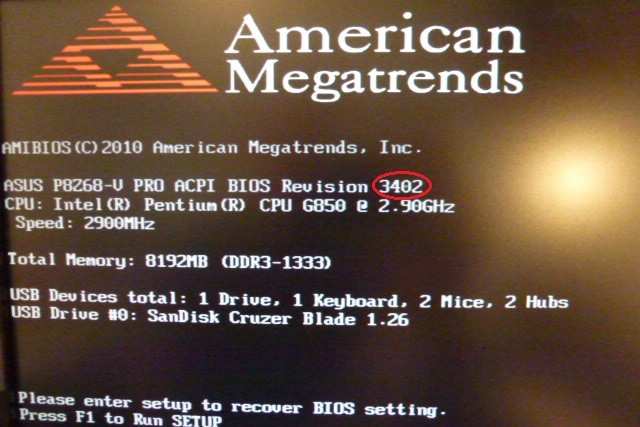 American
Megatrends
AMIBIOS(C)2010 American Megatrends, Inc.
ASUS P8Z68-V PRO ACPI BIOS Revision 3402
CPU: Intel(R) Pentium(R) CPU G850 @ 2.90GHz
Speed: 2900MHz
Total Memory: 8192MB (DDR3-1333)
USB Devices total: 1 Drive, 1 Keyboard, 2 Mice, 2 Hubs
USB Drive #0: SanDisk Cruzer Blade 1.26
Please enter setup to recover BIOS setting.
Press F1 to Run SETUP